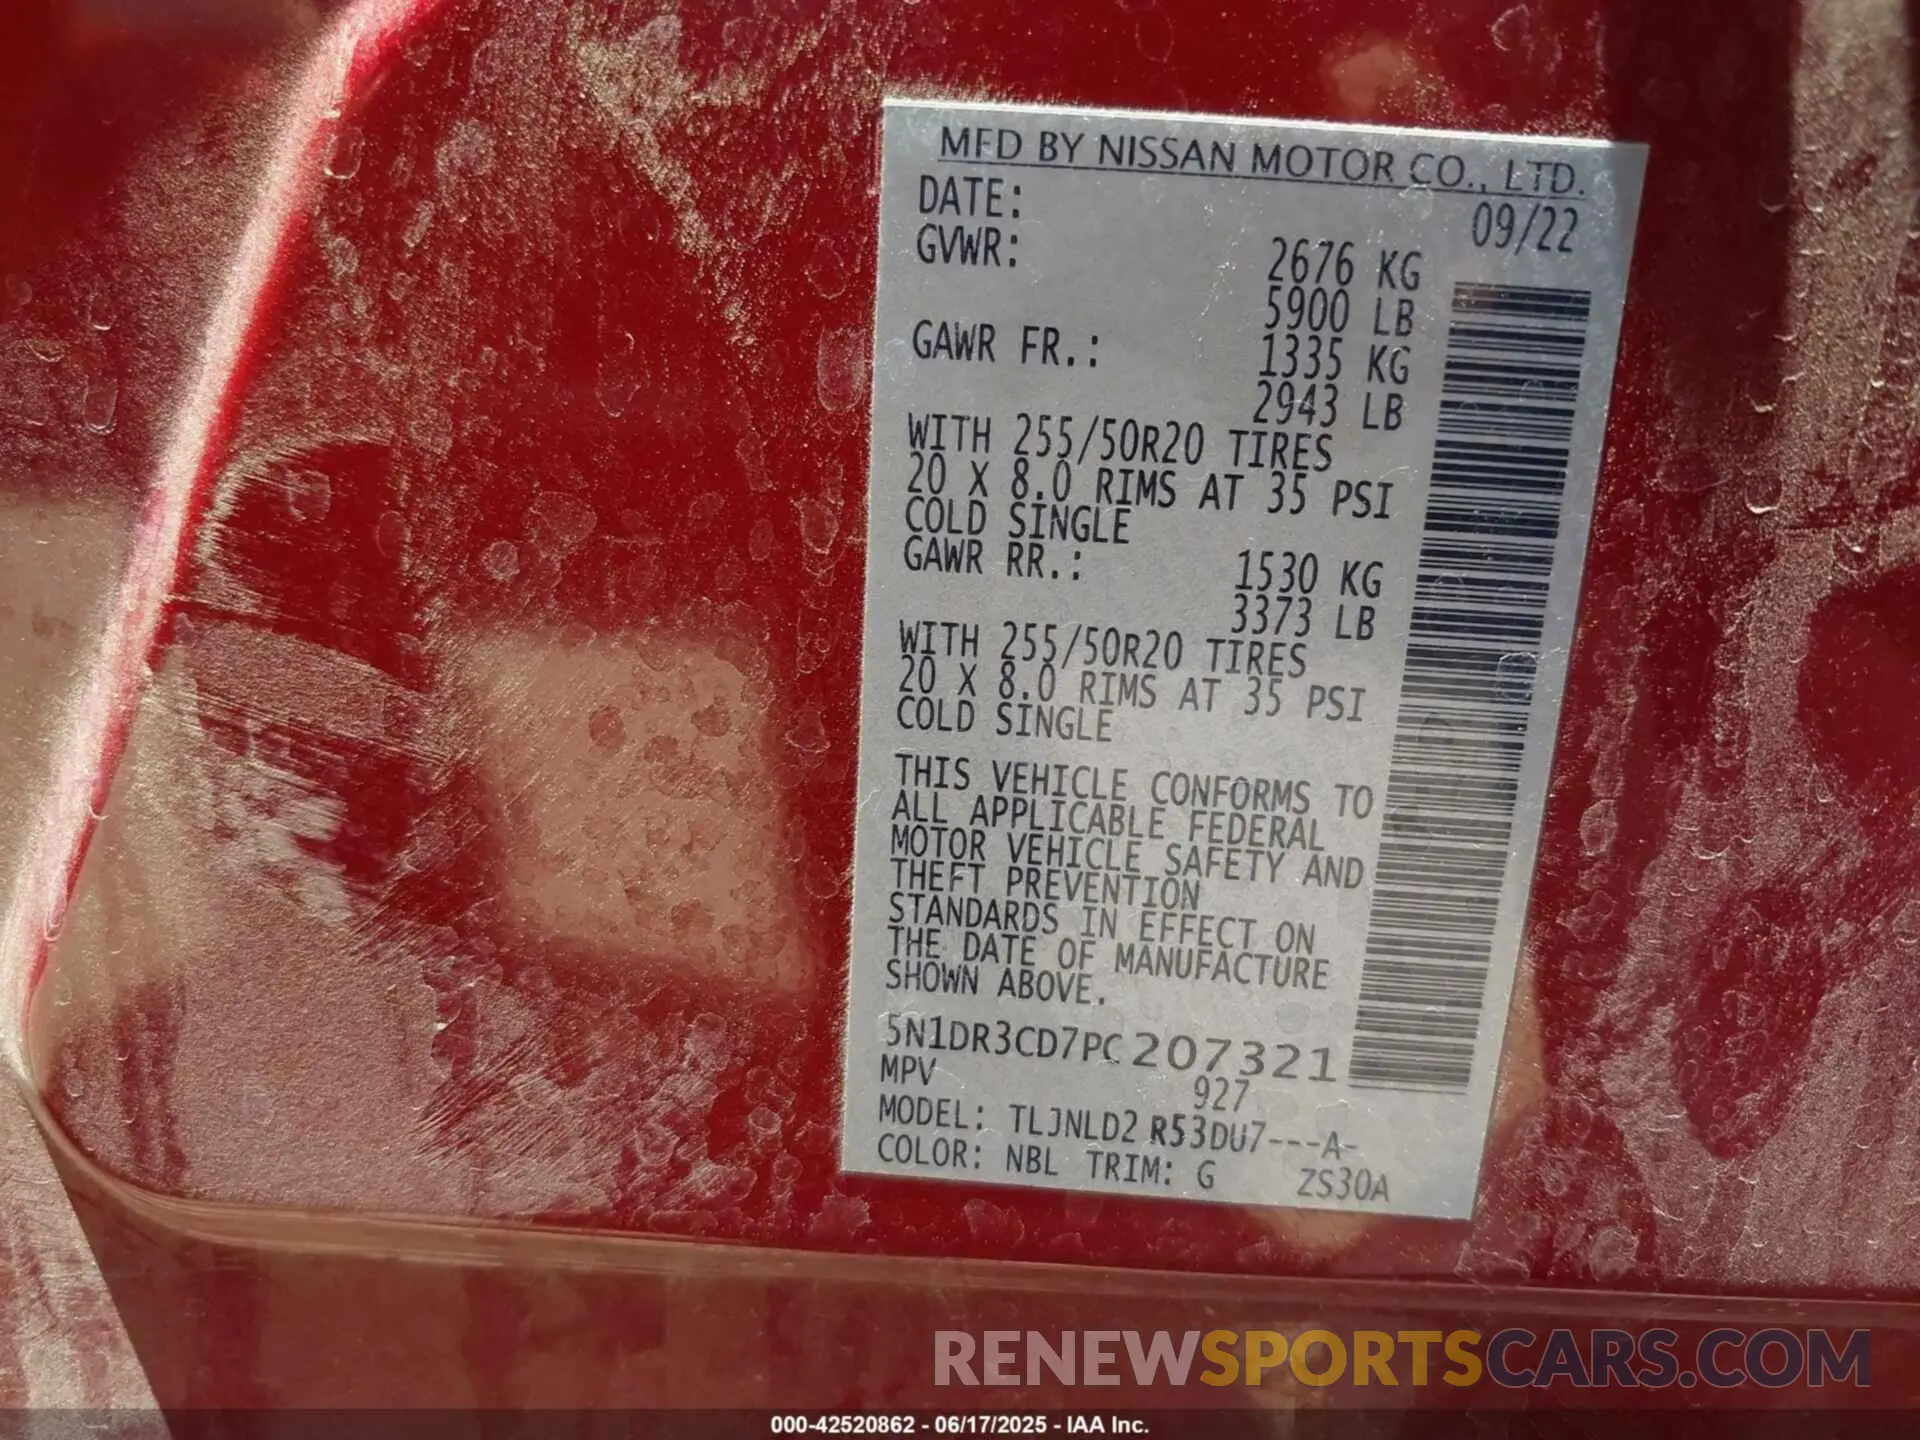 MFD BY NISSAN MOTOR CO., LTD.
DATE: 09/22
GVWR: 2676 KG
5900 LB
GAWR FR.: 1335 KG
2943 LB
WITH 255/50R20 TIRES
20 X 8.0 RIMS AT 35 PSI
COLD SINGLE
GAWR RR.: 1530 KG
3373 LB
WITH 255/50R20 TIRES
20 X 8.0 RIMS AT 35 PSI
COLD SINGLE
THIS VEHICLE CONFORMS TO
ALL APPLICABLE FEDERAL
MOTOR VEHICLE SAFETY AND
THEFT PREVENTION
STANDARDS IN EFFECT ON
THE DATE OF MANUFACTURE
SHOWN ABOVE.
5N1DR3CD7PC207321
MPV 927
MODEL: TLJNLD2 R53DU7---A-
COLOR: NBL TRIM: G ZS30A
RENEWSPORTSCARS.COM
000-42520862 - 06/17/2025 - IAA Inc.